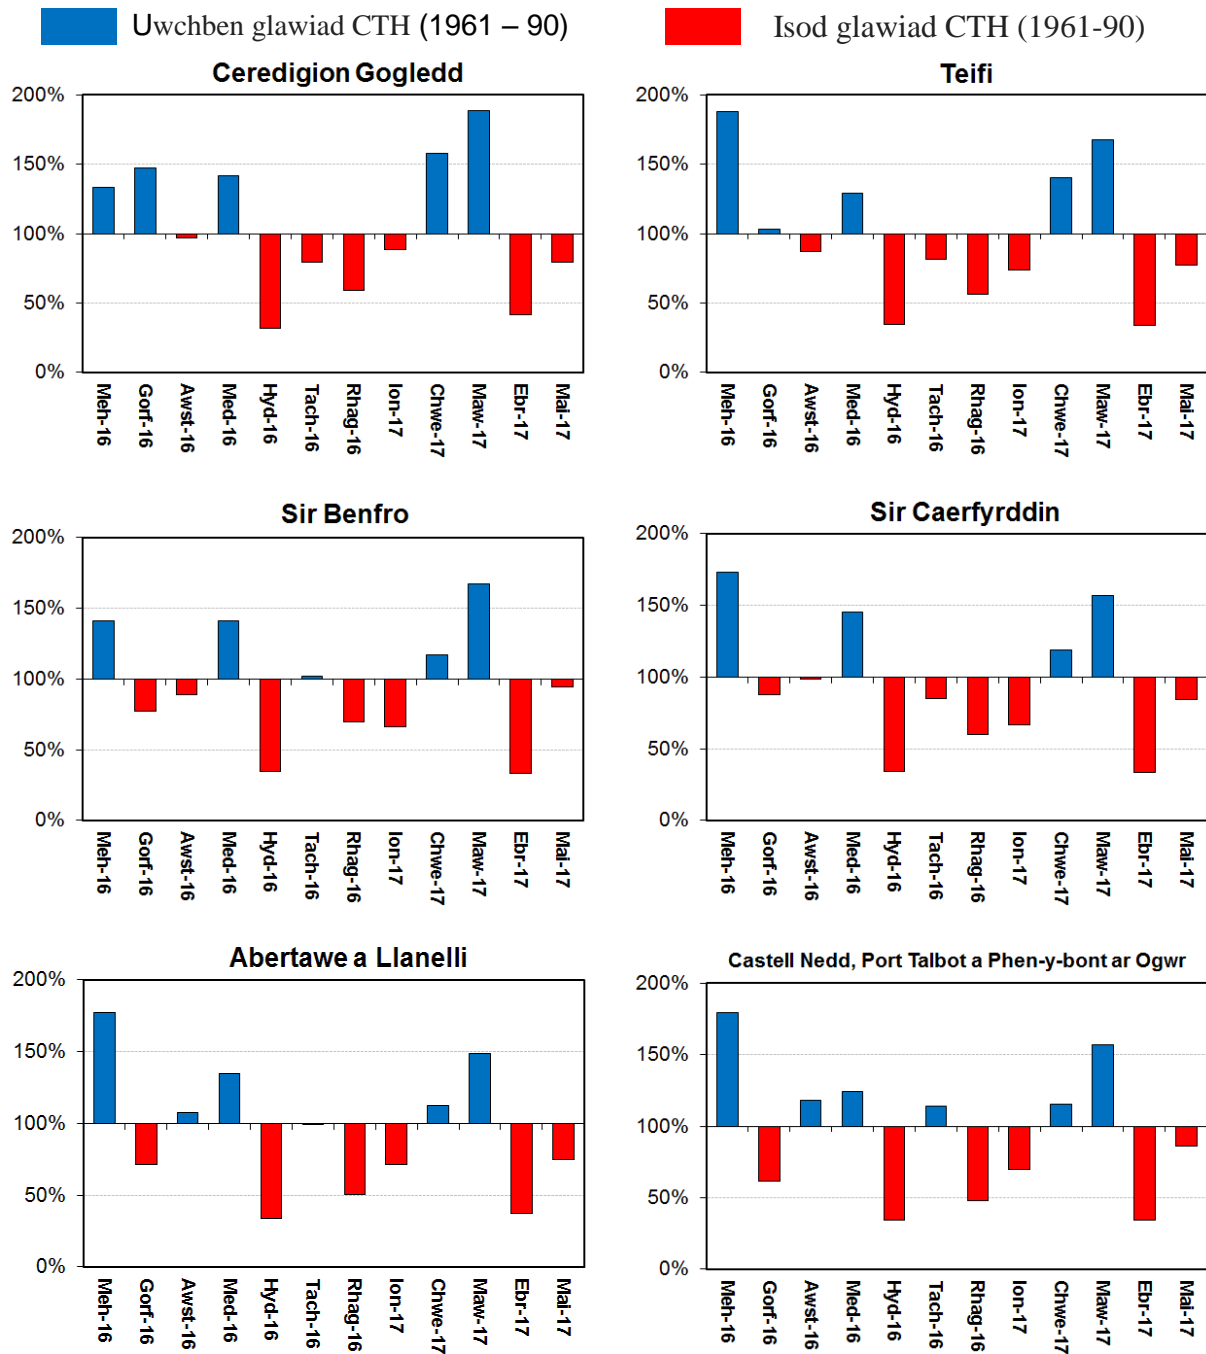 Uwchben glawiad CTH (1961 – 90)
Isod glawiad CTH (1961-90)
Ceredigion Gogledd
200%
150%
100%
50%
0%
Meh-16
Gorf-16
Awst-16
Med-16
Hyd-16
Tach-16
Rhag-16
Ion-17
Chwe-17
Maw-17
Ebr-17
Mai-17
Teifi
200%
150%
100%
50%
0%
Meh-16
Gorf-16
Awst-16
Med-16
Hyd-16
Tach-16
Rhag-16
Ion-17
Chwe-17
Maw-17
Ebr-17
Mai-17
Sir Benfro
200%
150%
100%
50%
0%
Meh-16
Gorf-16
Awst-16
Med-16
Hyd-16
Tach-16
Rhag-16
Ion-17
Chwe-17
Maw-17
Ebr-17
Mai-17
Sir Caerfyrddin
200%
150%
100%
50%
0%
Meh-16
Gorf-16
Awst-16
Med-16
Hyd-16
Tach-16
Rhag-16
Ion-17
Chwe-17
Maw-17
Ebr-17
Mai-17
Abertawe a Llanelli
200%
150%
100%
50%
0%
Meh-16
Gorf-16
Awst-16
Med-16
Hyd-16
Tach-16
Rhag-16
Ion-17
Chwe-17
Maw-17
Ebr-17
Mai-17
Castell Nedd, Port Talbot a Phen-y-bont ar Ogwr
200%
150%
100%
50%
0%
Meh-16
Gorf-16
Awst-16
Med-16
Hyd-16
Tach-16
Rhag-16
Ion-17
Chwe-17
Maw-17
Ebr-17
Mai-17